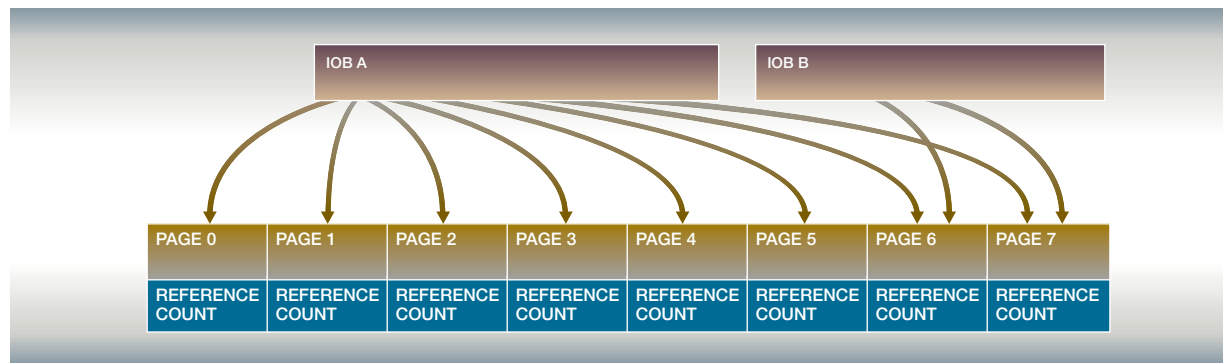 IOB A
IOB B
PAGE 0
PAGE 1
PAGE 2
PAGE 3
PAGE 4
PAGE 5
PAGE 6
PAGE 7
REFERENCE
COUNT
REFERENCE
COUNT
REFERENCE
COUNT
REFERENCE
COUNT
REFERENCE
COUNT
REFERENCE
COUNT
REFERENCE
COUNT
REFERENCE
COUNT